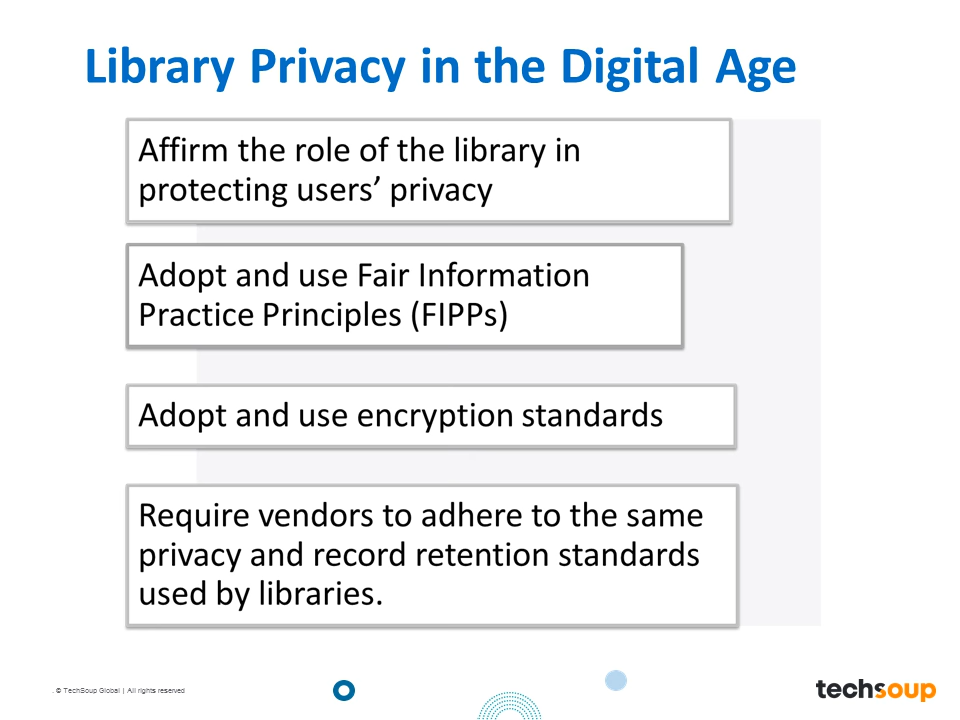 Library Privacy in the Digital Age
Affirm the role of the library in
protecting users’ privacy
Adopt and use Fair Information
Practice Principles (FIPPs)
Adopt and use encryption standards
Require vendors to adhere to the same
privacy and record retention standards
used by libraries.
. © TechSoup Global | All rights reserved
techsoup